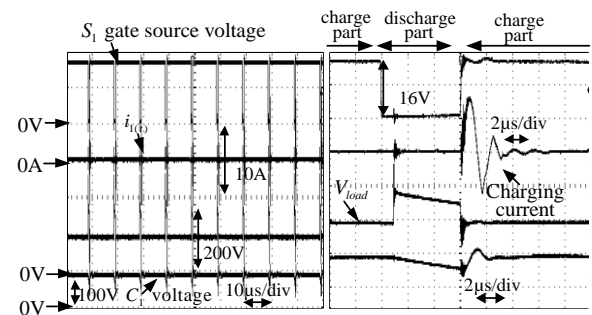 S₁ gate source voltage
charge part
discharge part
charge part
0V
i₁(t)
0A
10A
200V
0V
100V
C₁ voltage
10μs/div
0V
16V
2μs/div
V_load
Charging current
2μs/div